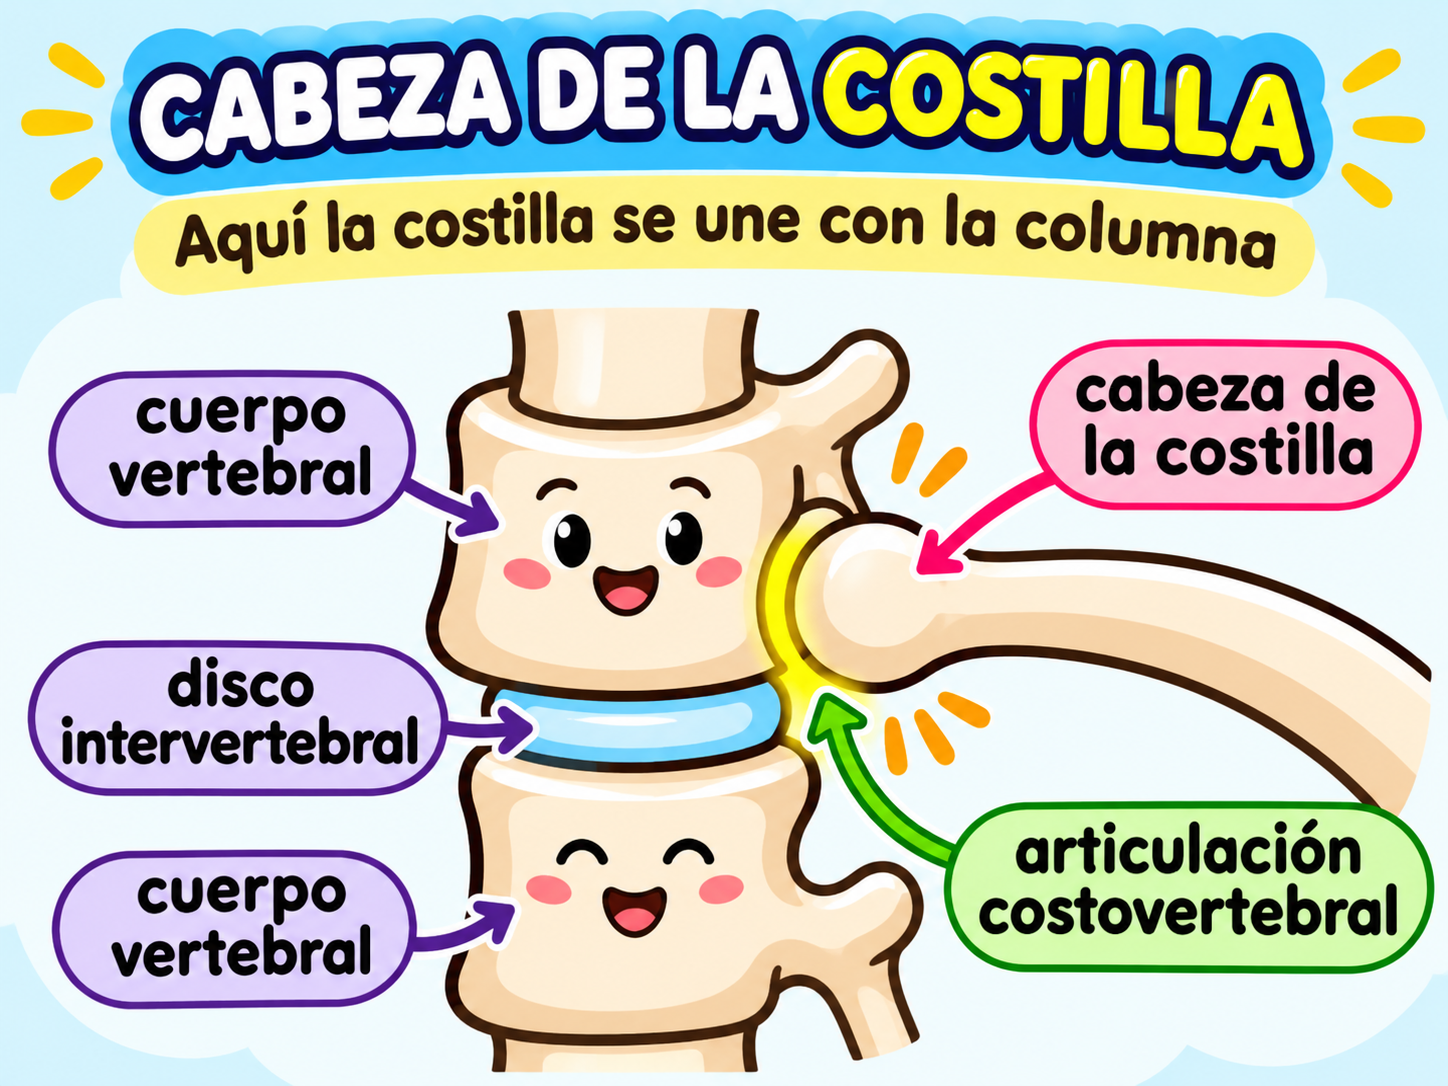 CABEZA DE LA COSTILLA
Aquí la costilla se une con la columna
cuerpo
vertebral
cabeza de
la costilla
disco
intervertebral
cuerpo
vertebral
articulación
costovertebral